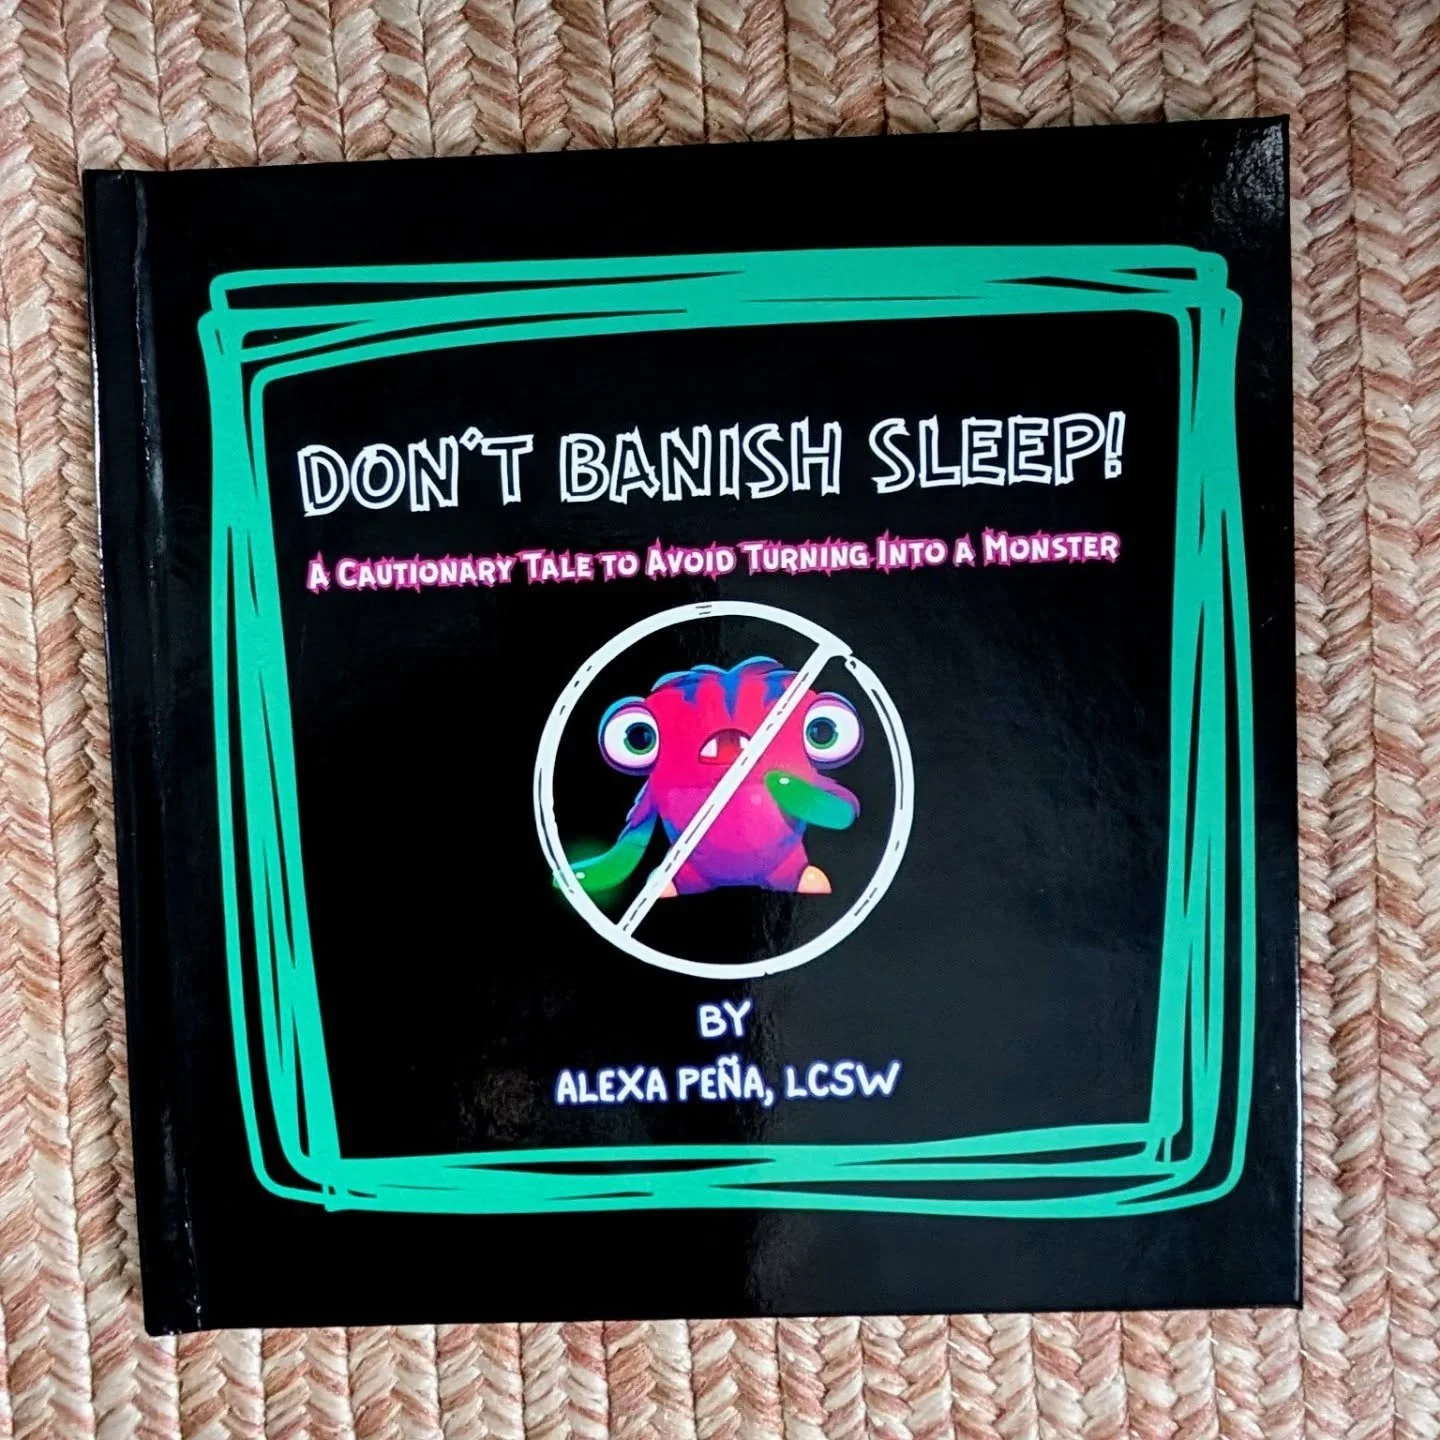 DON'T BANISH SLEEP!
A CAUTIONARY TALE TO AVOID TURNING INTO A MONSTER
BY
ALEXA PEÑA, LCSW